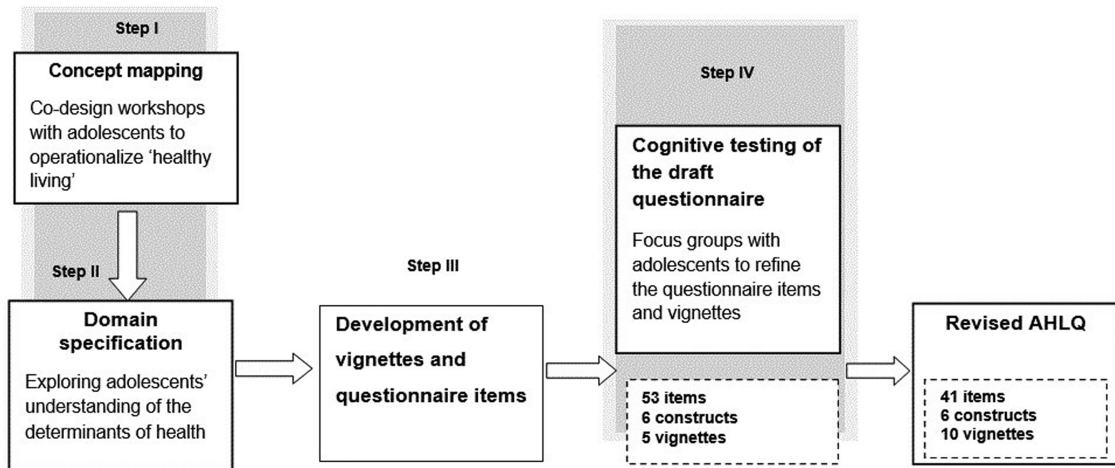 Step I
Concept mapping
Co-design workshops
with adolescents to
operationalize ‘healthy
living’
Step II
Domain
specification
Exploring adolescents’
understanding of the
determinants of health
Step III
Development of
vignettes and
questionnaire items
Step IV
Cognitive testing of
the draft
questionnaire
Focus groups with
adolescents to refine
the questionnaire items
and vignettes
53 items
6 constructs
5 vignettes
Revised AHLQ
41 items
6 constructs
10 vignettes